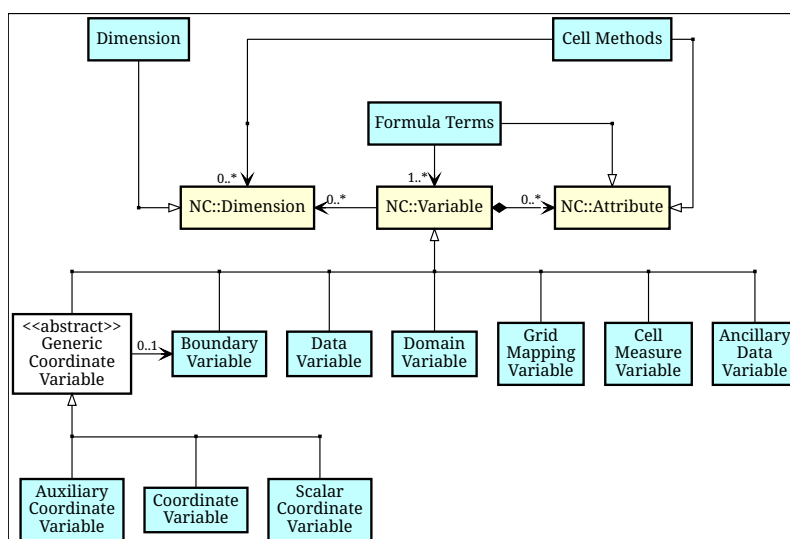 Dimension
Cell Methods
Formula Terms
0..*
1..*
NC::Dimension
0..*
NC::Variable
0..*
NC::Attribute
<<abstract>>
Generic
Coordinate
Variable
0..1
Boundary
Variable
Data
Variable
Domain
Variable
Grid
Mapping
Variable
Cell
Measure
Variable
Ancillary
Data
Variable
Auxiliary
Coordinate
Variable
Coordinate
Variable
Scalar
Coordinate
Variable